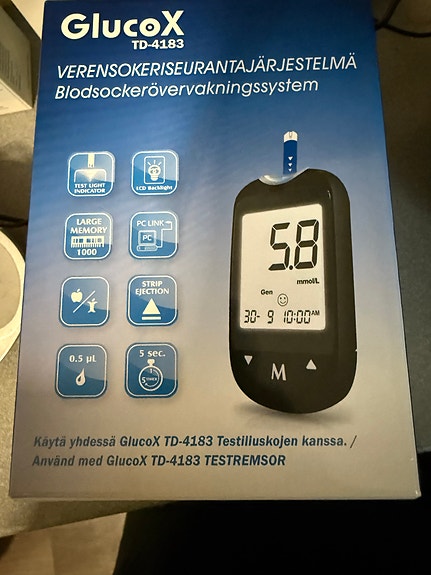 GlucoX
TD-4183
VERENSOKERISEURANTAJÄRJESTELMÄ
Blodsockerövervakningssystem
TEST LIGHT
INDICATOR
LCD Backlight
LARGE
MEMORY
1000
PC LINK
PC
STRIP
EJECTION
0.5 µL
5 sec.
5
5.8
mmol/L
Gen
30- 9 10:00AM
M
Käytä yhdessä GlucoX TD-4183 Testiliuskojen kanssa. /
Använd med GlucoX TD-4183 TESTREMSOR